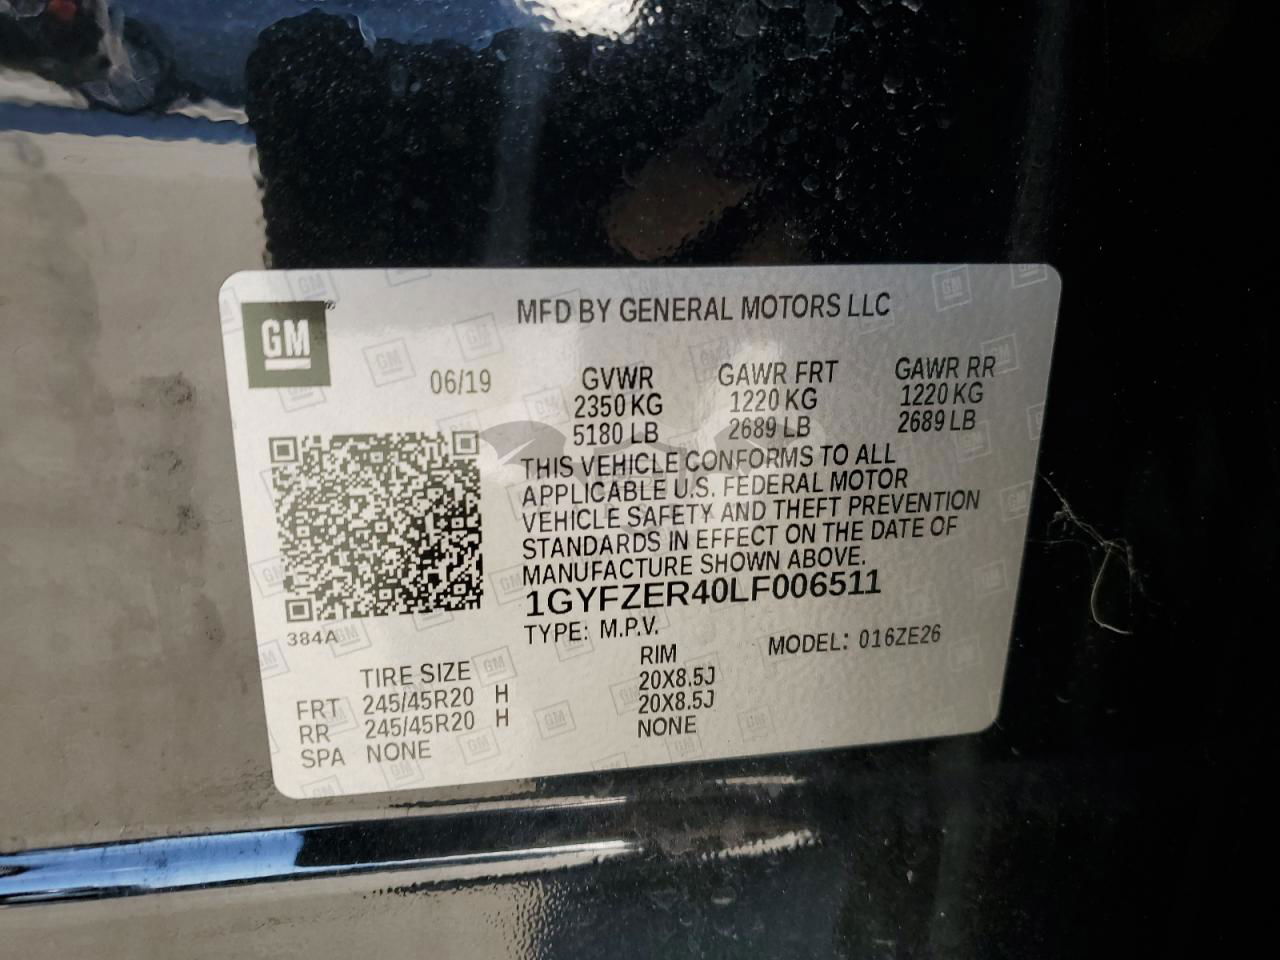 GM
MFD BY GENERAL MOTORS LLC
06/19
GVWR GAWR FRT GAWR RR
2350 KG 1220 KG 1220 KG
5180 LB 2689 LB 2689 LB
THIS VEHICLE CONFORMS TO ALL
APPLICABLE U.S. FEDERAL MOTOR
VEHICLE SAFETY AND THEFT PREVENTION
STANDARDS IN EFFECT ON THE DATE OF
MANUFACTURE SHOWN ABOVE.
1GYFZER40LF006511
TYPE: M.P.V. MODEL: 016ZE26
384A
TIRE SIZE RIM
FRT 245/45R20 H 20X8.5J
RR 245/45R20 H 20X8.5J
SPA NONE NONE